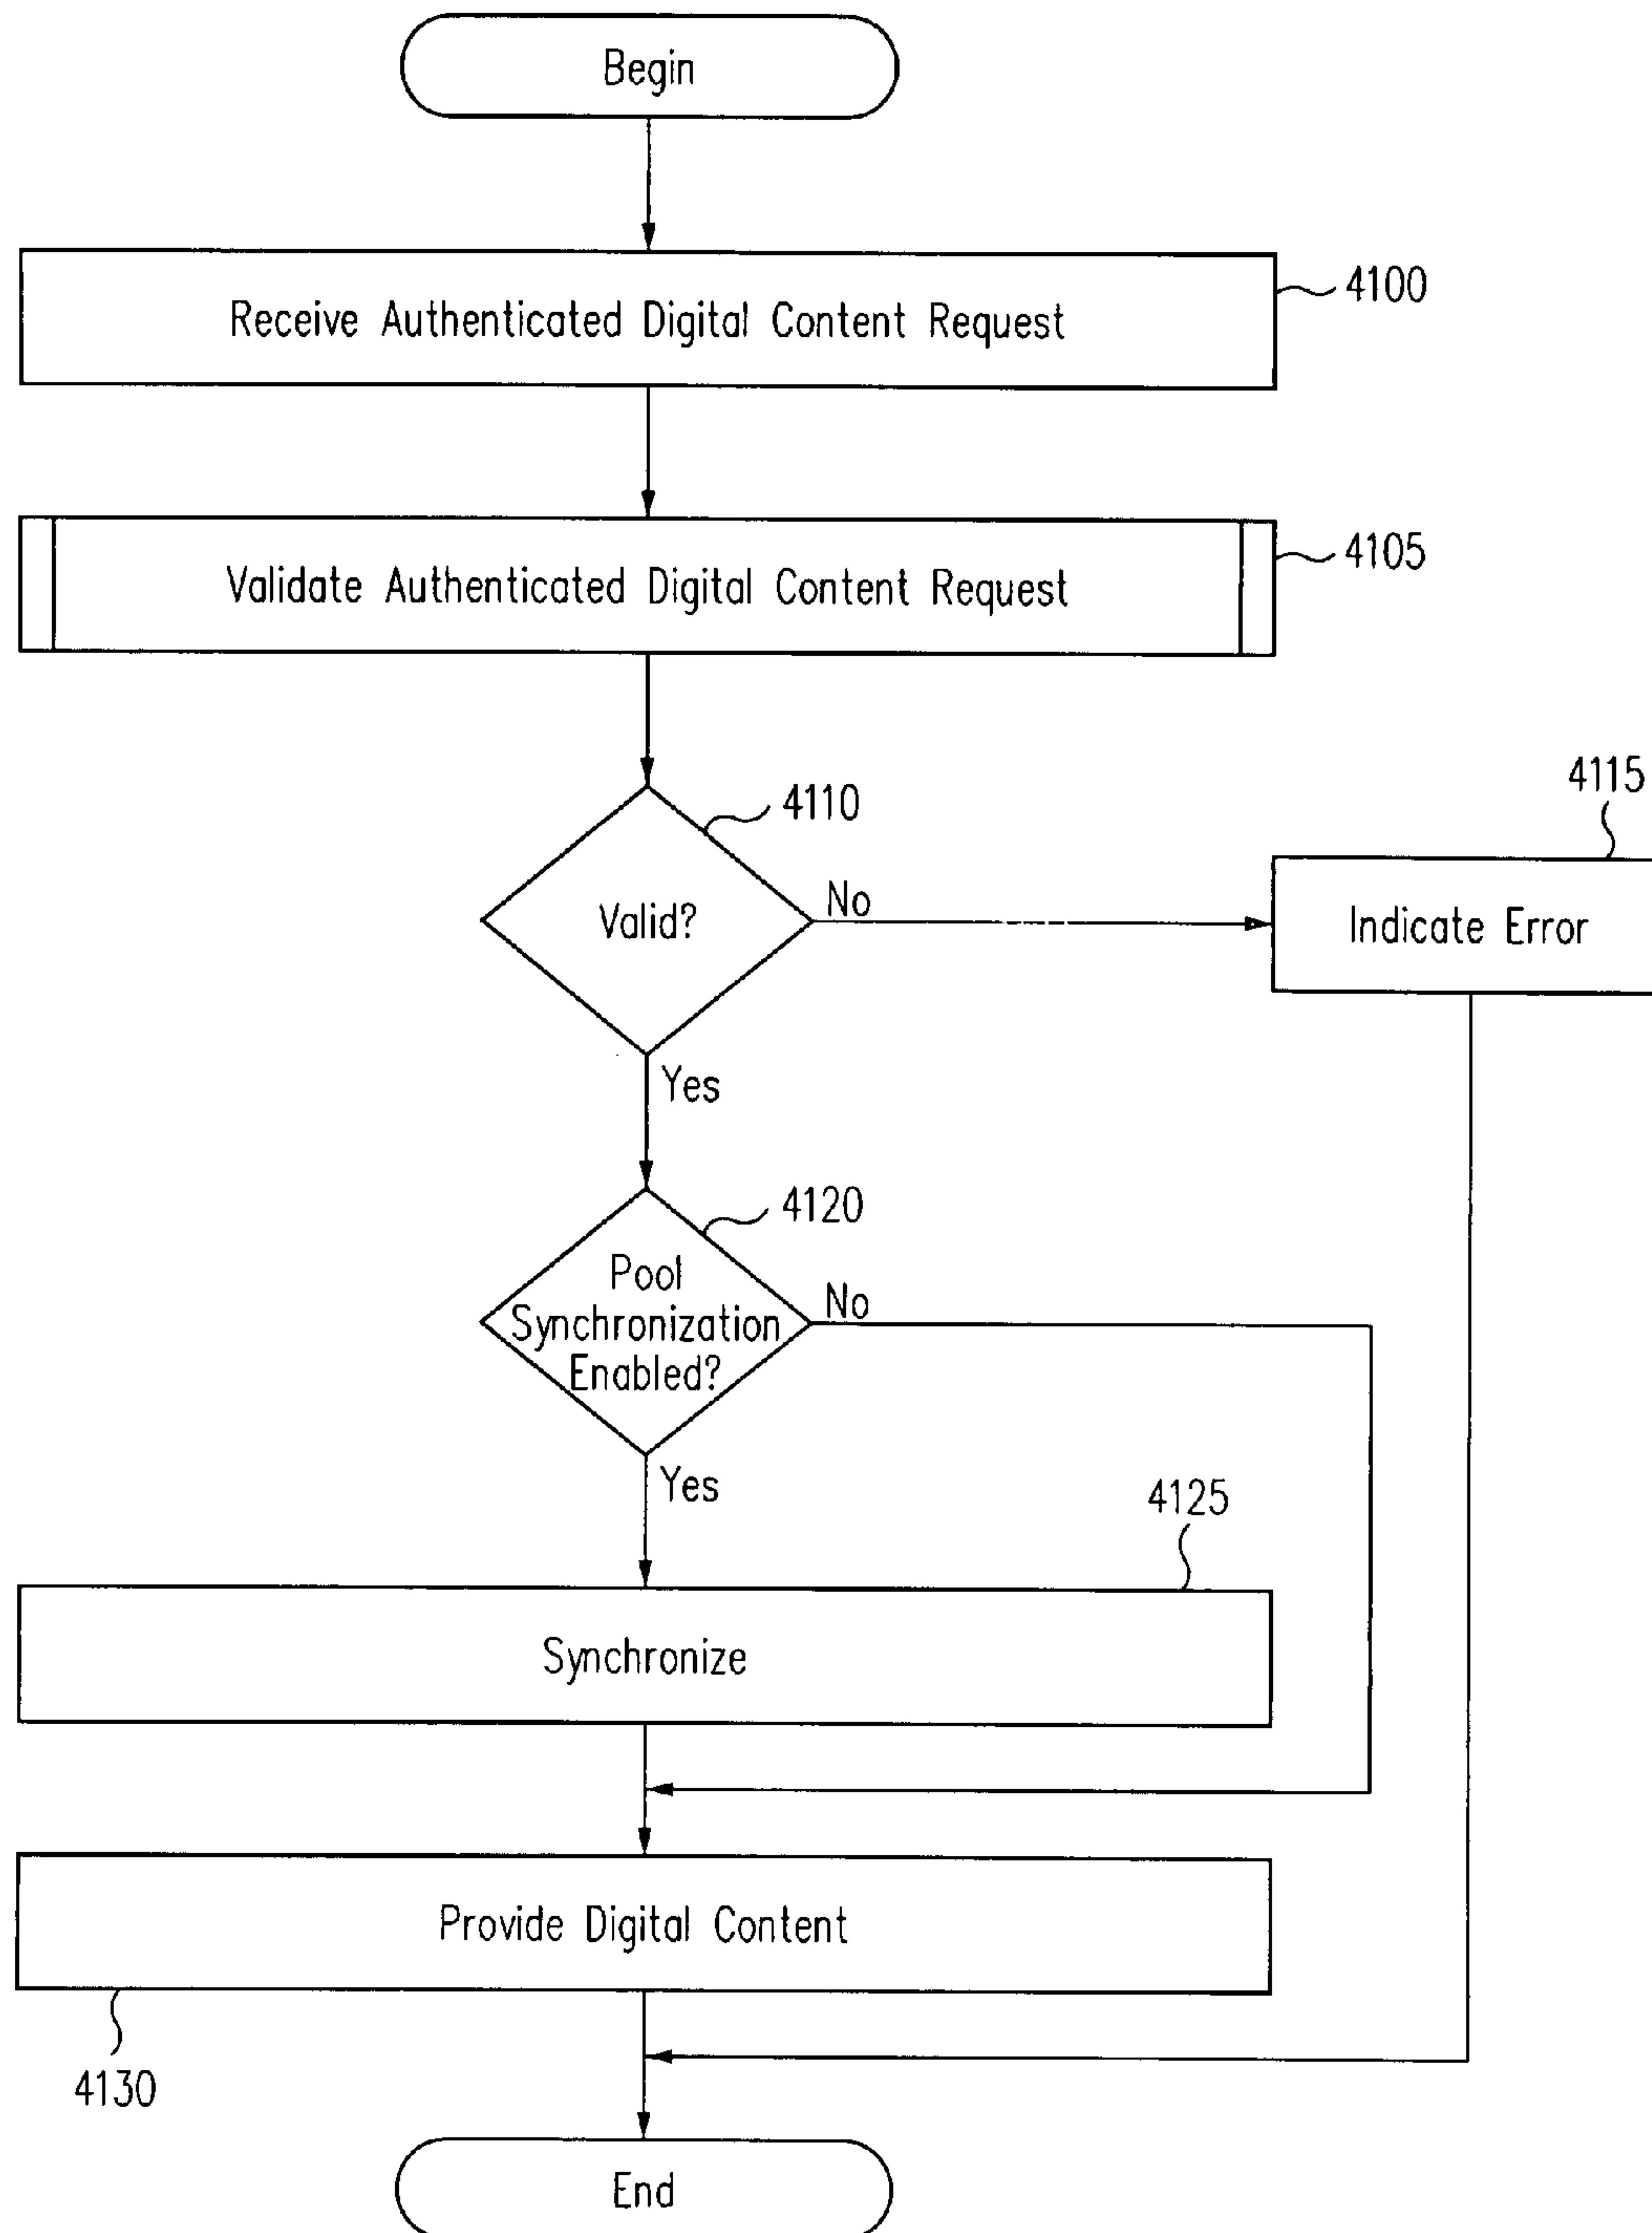 Begin
Receive Authenticated Digital Content Request
4100
Validate Authenticated Digital Content Request
4105
4110
Valid?
No
4115
Indicate Error
Yes
4120
Pool
Synchronization
Enabled?
No
Yes
4125
Synchronize
Provide Digital Content
4130
End